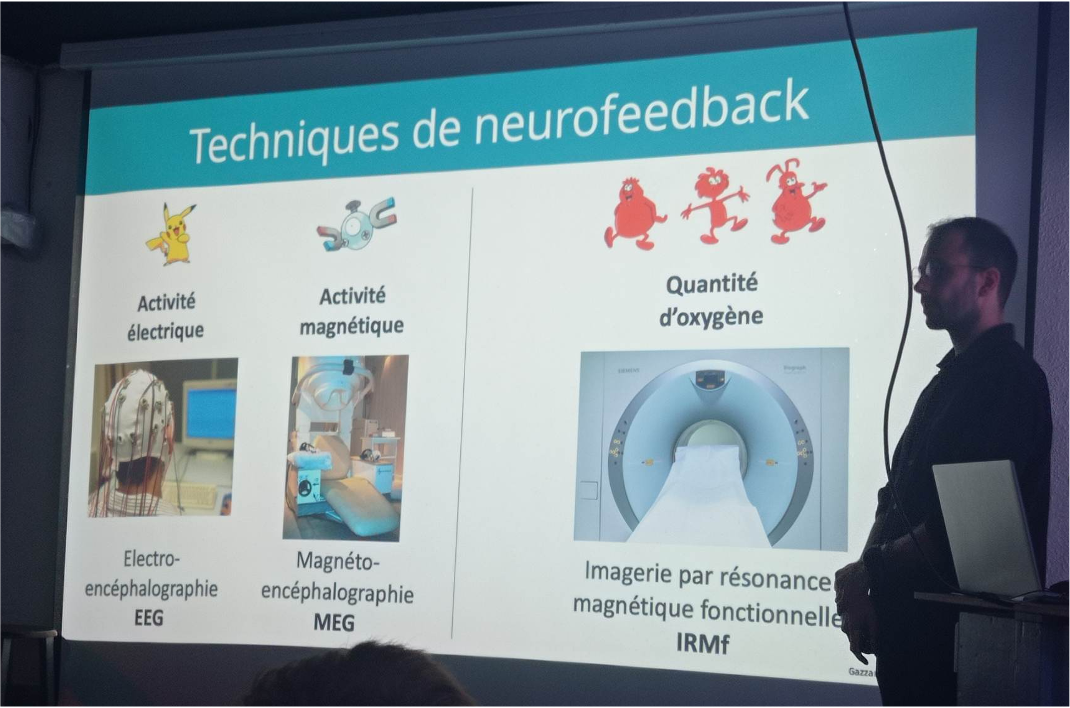 Techniques de neurofeedback
Activité
électrique
Activité
magnétique
Quantité
d'oxygène
SIEMENS
Biograph
Electro-
encéphalographie
EEG
Magnéto-
encéphalographie
MEG
Imagerie par résonance
magnétique fonctionnelle
IRMf